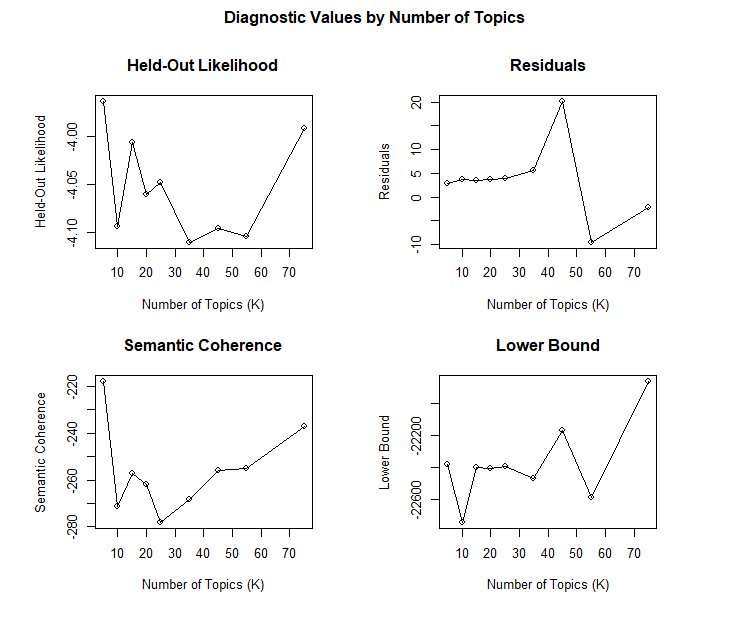 Diagnostic Values by Number of Topics
Held-Out Likelihood
Held-Out Likelihood
-4.00
-4.05
-4.10
10 20 30 40 50 60 70
Number of Topics (K)
Residuals
Residuals
20
10
5
0
-10
10 20 30 40 50 60 70
Number of Topics (K)
Semantic Coherence
Semantic Coherence
-220
-240
-260
-280
10 20 30 40 50 60 70
Number of Topics (K)
Lower Bound
Lower Bound
-22200
-22600
10 20 30 40 50 60 70
Number of Topics (K)